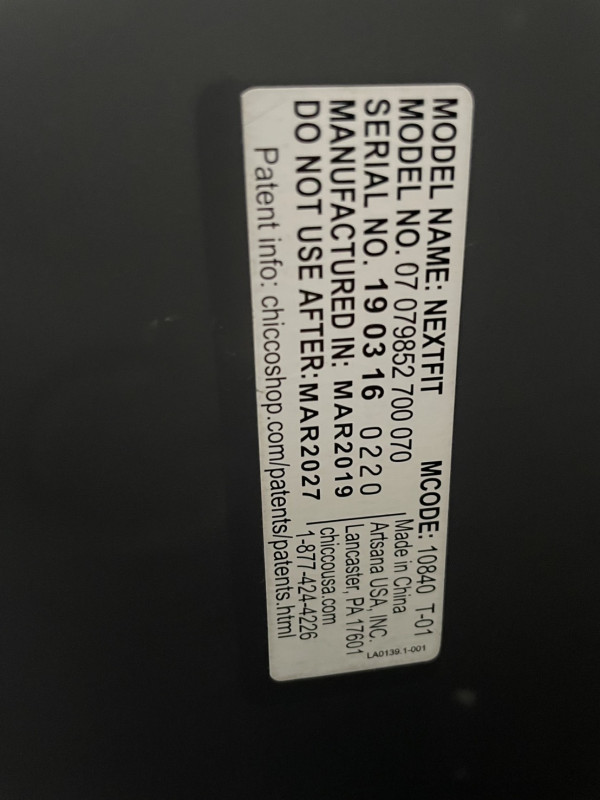 MODEL NAME: NEXTFIT MCODE: 10840 T-01
MODEL NO. 07 079852 700 070
SERIAL NO. 19 03 16 0220
MANUFACTURED IN: MAR2019
DO NOT USE AFTER: MAR2027
Patent info: chiccoshop.com/patents/patents.html
Made in China
Artsana USA, INC.
Lancaster, PA 17601
chiccousa.com
1-877-424-4226
LA0139.1-001